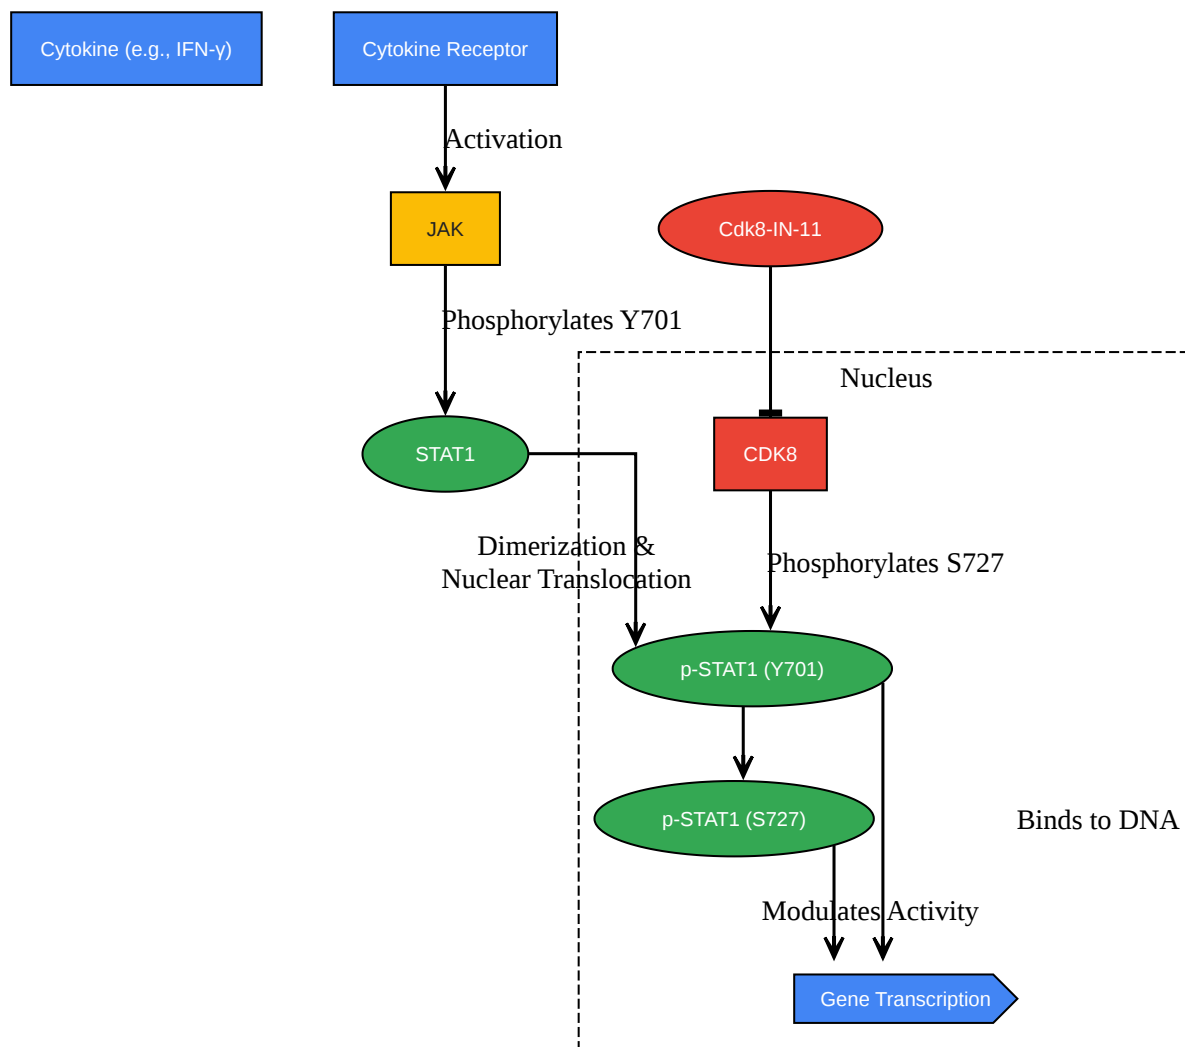 Cytokine (e.g., IFN-γ)
Cytokine Receptor
Activation
JAK
Cdk8-IN-11
Phosphorylates Y701
Nucleus
STAT1
CDK8
Dimerization &
Nuclear Translocation
Phosphorylates S727
p-STAT1 (Y701)
p-STAT1 (S727)
Binds to DNA
Modulates Activity
Gene Transcription